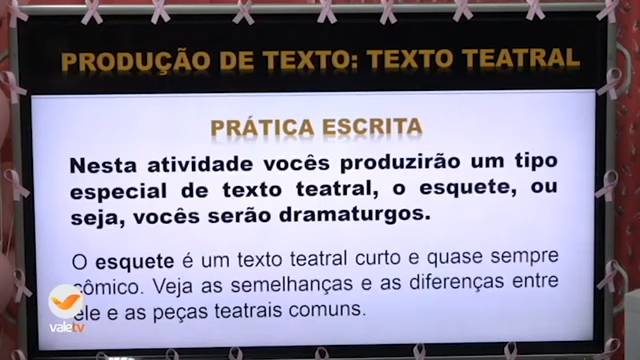 PRODUÇÃO DE TEXTO: TEXTO TEATRAL
PRÁTICA ESCRITA
Nesta atividade vocês produzirão um tipo
especial de texto teatral, o esquete, ou
seja, vocês serão dramaturgos.
O esquete é um texto teatral curto e quase sempre
cômico. Veja as semelhanças e as diferenças entre
ele e as peças teatrais comuns.
valetv